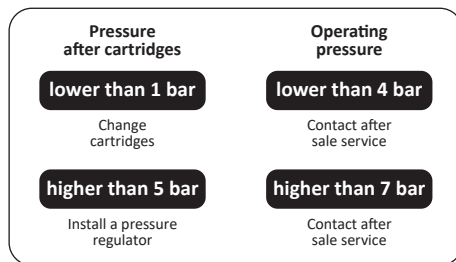 Pressure
after cartridges
lower than 1 bar
Change
cartridges
higher than 5 bar
Install a pressure
regulator
Operating
pressure
lower than 4 bar
Contact after
sale service
higher than 7 bar
Contact after
sale service